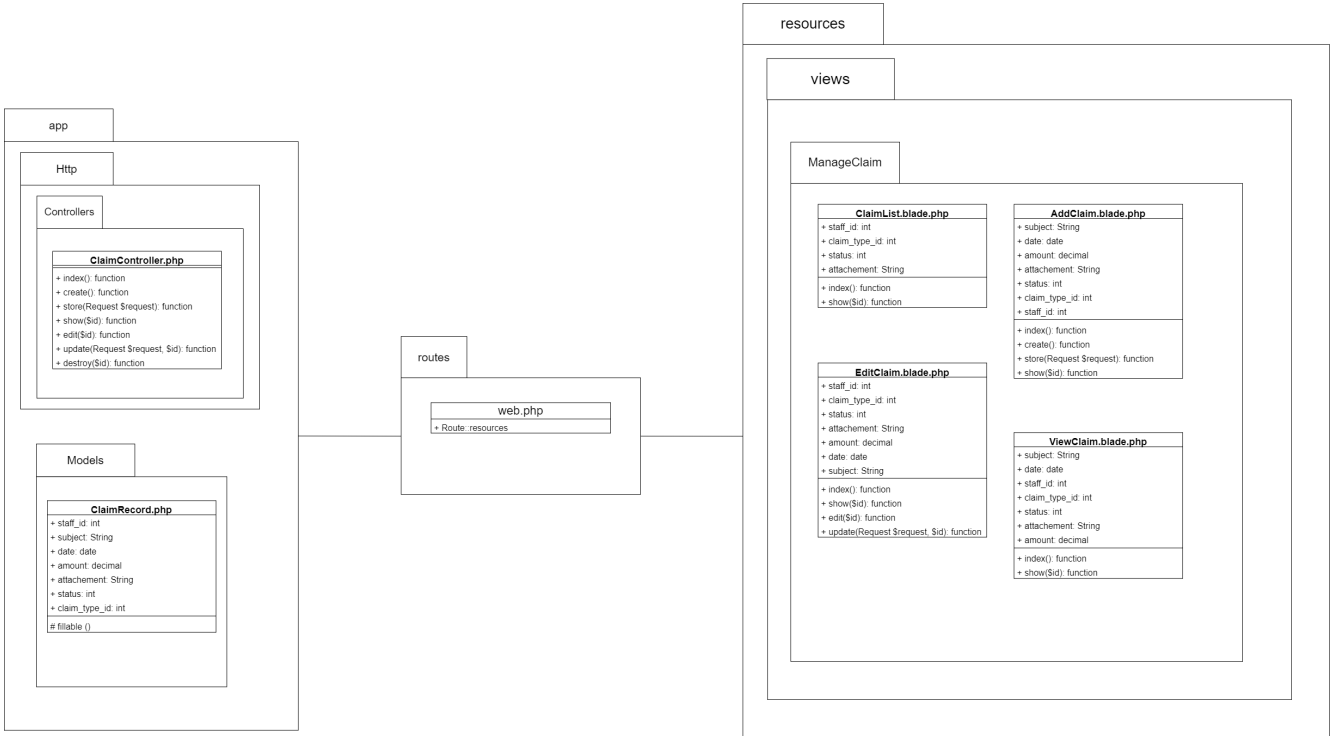 app
Http
Controllers
ClaimController.php
+ index(): function
+ create(): function
+ store(Request $request): function
+ show($id): function
+ edit($id): function
+ update(Request $request, $id): function
+ destroy($id): function
Models
ClaimRecord.php
+ staff_id: int
+ subject: String
+ date: date
+ amount: decimal
+ attachement: String
+ status: int
+ claim_type_id: int
# fillable ()
routes
web.php
+ Route::resources
resources
views
ManageClaim
ClaimList.blade.php
+ staff_id: int
+ claim_type_id: int
+ status: int
+ attachement: String
+ index(): function
+ show($id): function
AddClaim.blade.php
+ subject: String
+ date: date
+ amount: decimal
+ attachement: String
+ status: int
+ claim_type_id: int
+ staff_id: int
+ index(): function
+ create(): function
+ store(Request $request): function
+ show($id): function
EditClaim.blade.php
+ staff_id: int
+ claim_type_id: int
+ status: int
+ attachement: String
+ amount: decimal
+ date: date
+ subject: String
+ index(): function
+ show($id): function
+ edit($id): function
+ update(Request $request, $id): function
ViewClaim.blade.php
+ subject: String
+ date: date
+ staff_id: int
+ claim_type_id: int
+ status: int
+ attachement: String
+ amount: decimal
+ index(): function
+ show($id): function